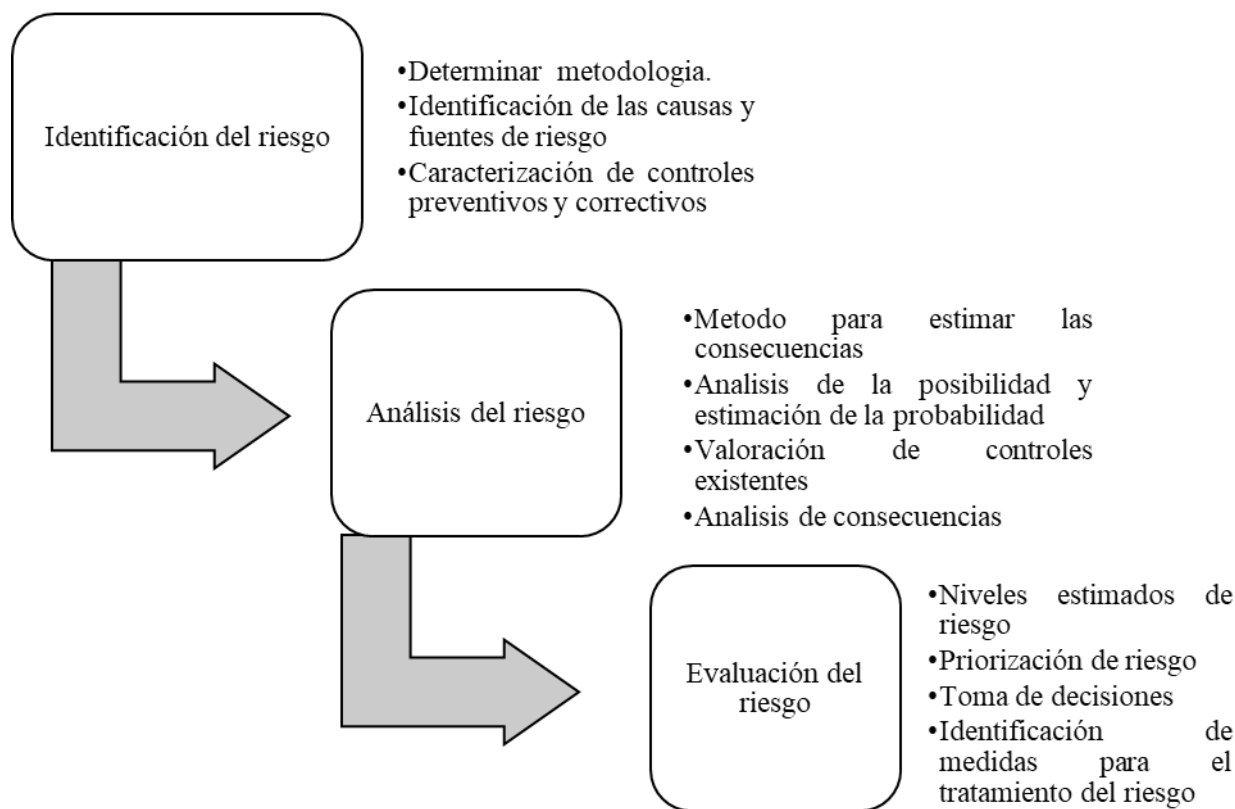 Identificación del riesgo
•Determinar metodologia.
•Identificación de las causas y
fuentes de riesgo
•Caracterización de controles
preventivos y correctivos
Análisis del riesgo
•Metodo para estimar las
consecuencias
•Analisis de la posibilidad y
estimación de la probabilidad
•Valoración de controles
existentes
•Analisis de consecuencias
Evaluación del
riesgo
•Niveles estimados de
riesgo
•Priorización de riesgo
•Toma de decisiones
•Identificación de
medidas para el
tratamiento del riesgo